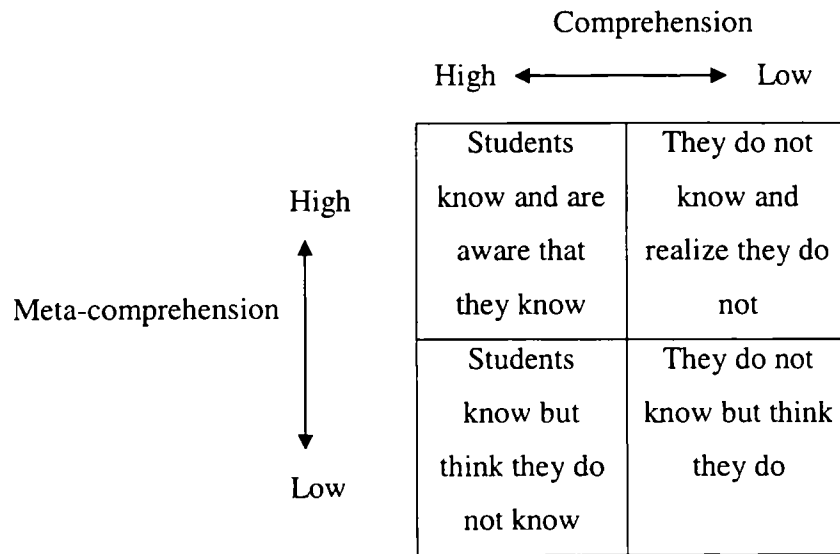 Comprehension
High Low
Students
know and are
aware that
they know
They do not
know and
realize they do
not
High
Meta-comprehension
Low
Students
know but
think they do
not know
They do not
know but think
they do